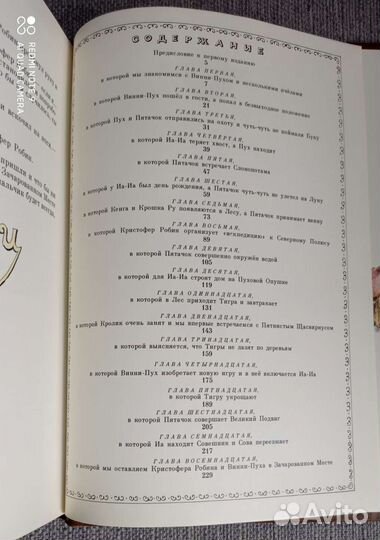 СОДЕРЖАНИЕ
Предисловие к первому изданию
5
ГЛАВА ПЕРВАЯ,
в которой мы знакомимся с Винни-Пухом и несколькими пчёлами
7
ГЛАВА ВТОРАЯ,
в которой Винни-Пух пошёл в гости, а попал в безвыходное положение
21
ГЛАВА ТРЕТЬЯ,
в которой Пух и Пятачок отправились на охоту и чуть-чуть не поймали Буку
31
ГЛАВА ЧЕТВЁРТАЯ,
в которой Иа-Иа теряет хвост, а Пух находит
39
ГЛАВА ПЯТАЯ,
в которой Пятачок встречает Слонопотама
ГЛАВА ШЕСТАЯ,
в которой у Иа-Иа был день рождения, а Пятачок чуть-чуть не улетел на Луну
59
ГЛАВА СЕДЬМАЯ,
в которой Кенга и Крошка Ру появляются в Лесу, а Пятачок принимает ванну
ГЛАВА ВОСЬМАЯ,
в которой Кристофер Робин организует «искпедицию» к Северному Полюсу
89
ГЛАВА ДЕВЯТАЯ,
в которой Пятачок совершенно окружён водой
105
ГЛАВА ДЕСЯТАЯ,
в которой для Иа-Иа строят дом на Пуховой Опушке
119
ГЛАВА ОДИННАДЦАТАЯ,
в которой в Лес приходит Тигра и завтракает
131
ГЛАВА ДВЕНАДЦАТАЯ,
в которой Кролик очень занят и мы впервые встречаемся с Пятнистым Щасвирнусом
143
ГЛАВА ТРИНАДЦАТАЯ,
в которой выясняется, что Тигры не лазят по деревьям
159
ГЛАВА ЧЕТЫРНАДЦАТАЯ,
в которой Винни-Пух изобретает новую игру и в неё включается Иа-Иа
175
ГЛАВА ПЯТНАДЦАТАЯ,
в которой Тигру укрощают
189
ГЛАВА ШЕСТНАДЦАТАЯ,
в которой Пятачок совершает Великий Подвиг
205
ГЛАВА СЕМНАДЦАТАЯ,
в которой Иа находит Совешник и Сова переезжает
217
ГЛАВА ВОСЕМНАДЦАТАЯ,
в которой мы оставляем Кристофера Робина и Винни-Пуха в Зачарованном Месте
229
REDMI NOTE 9
AI QUAD CAMERA
Avito